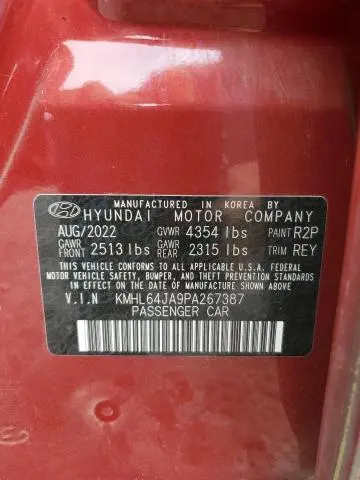 MANUFACTURED IN KOREA BY
HYUNDAI MOTOR COMPANY
AUG/2022 GVWR 4354 lbs PAINT R2P
GAWR FRONT 2513 lbs GAWR REAR 2315 lbs TRIM REY
THIS VEHICLE CONFORMS TO ALL APPLICABLE U.S.A. FEDERAL
MOTOR VEHICLE SAFETY, BUMPER, AND THEFT PREVENTION
STANDARDS IN EFFECT ON THE DATE OF MANUFACTURE SHOWN ABOVE.
V.I.N KMHL64JA9PA267387
PASSENGER CAR